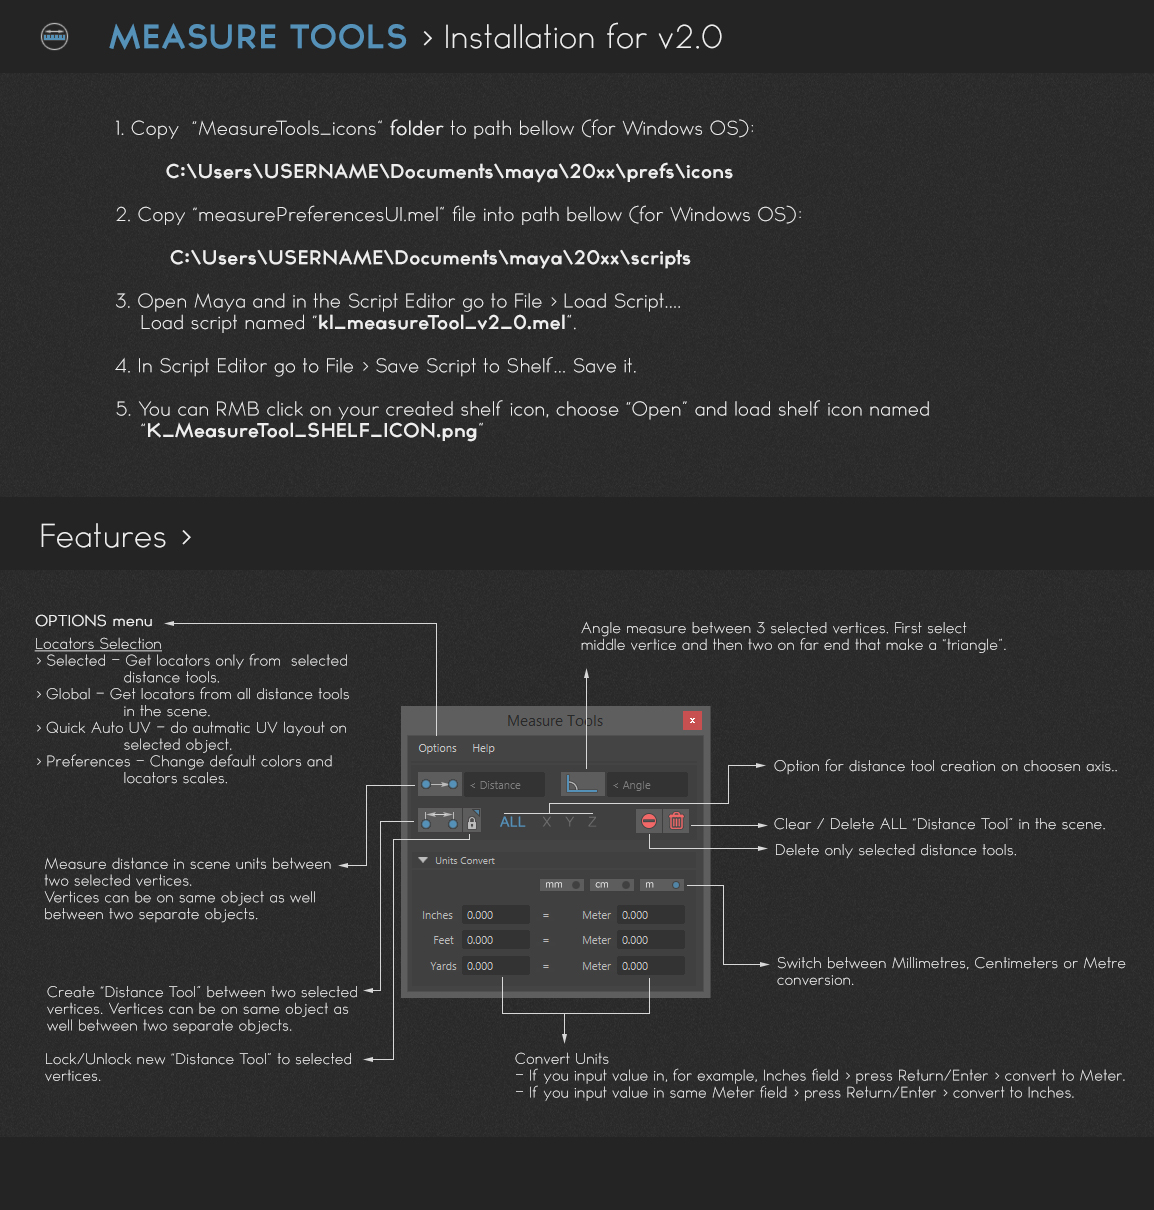 MEASURE TOOLS > Installation for v2.0
1. Copy "MeasureTools_icons" folder to path bellow (for Windows OS):
C:\Users\USERNAME\Documents\maya\20xx\prefs\icons
2. Copy "measurePreferencesUI.mel" file into path bellow (for Windows OS):
C:\Users\USERNAME\Documents\maya\20xx\scripts
3. Open Maya and in the Script Editor go to File > Load Script....
Load script named "kl_measureTool_v2_0.mel".
4. In Script Editor go to File > Save Script to Shelf... Save it.
5. You can RMB click on your created shelf icon, choose "Open" and load shelf icon named
"K_MeasureTool_SHELF_ICON.png"
Features >
OPTIONS menu
Locators Selection
> Selected - Get locators only from selected
distance tools.
> Global - Get locators from all distance tools
in the scene.
> Quick Auto UV - do autmatic UV layout on
selected object.
> Preferences - Change default colors and
locators scales.
Angle measure between 3 selected vertices. First select
middle vertice and then two on far end that make a "triangle".
Measure Tools
x
Options Help
< Distance
< Angle
ALL X Y Z
Units Convert
mm cm m
Inches 0.000 = Meter 0.000
Feet 0.000 = Meter 0.000
Yards 0.000 = Meter 0.000
Option for distance tool creation on choosen axis..
Clear / Delete ALL "Distance Tool" in the scene.
Delete only selected distance tools.
Measure distance in scene units between
two selected vertices.
Vertices can be on same object as well
between two separate objects.
Switch between Millimetres, Centimeters or Metre
conversion.
Create "Distance Tool" between two selected
vertices. Vertices can be on same object as
well between two separate objects.
Lock/Unlock new "Distance Tool" to selected
vertices.
Convert Units
- If you input value in, for example, Inches field > press Return/Enter > convert to Meter.
- If you input value in same Meter field > press Return/Enter > convert to Inches.